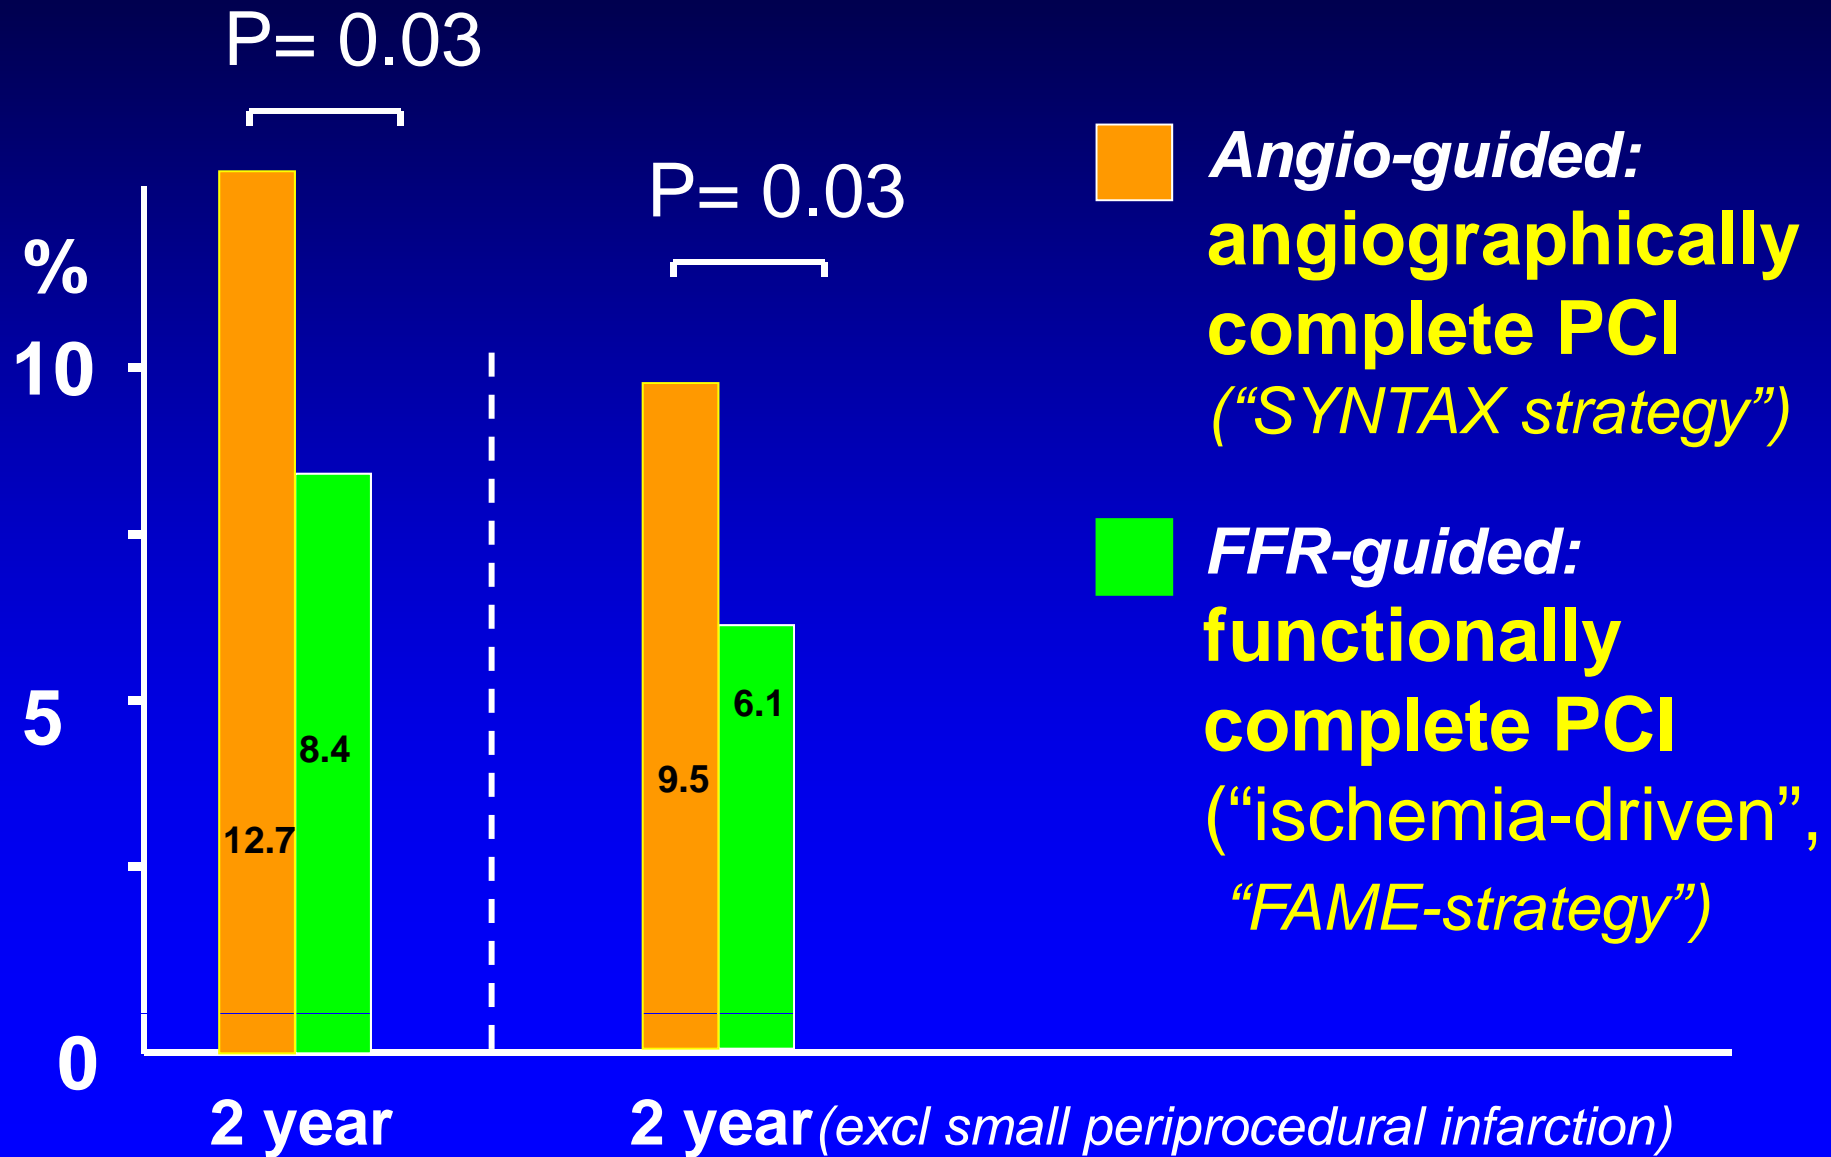 P= 0.03
P= 0.03
%
10
5
0
12.7
8.4
9.5
6.1
2 year
2 year (excl small periprocedural infarction)
Angio-guided:
angiographically
complete PCI
(“SYNTAX strategy”)
FFR-guided:
functionally
complete PCI
(“ischemia-driven”,
“FAME-strategy”)